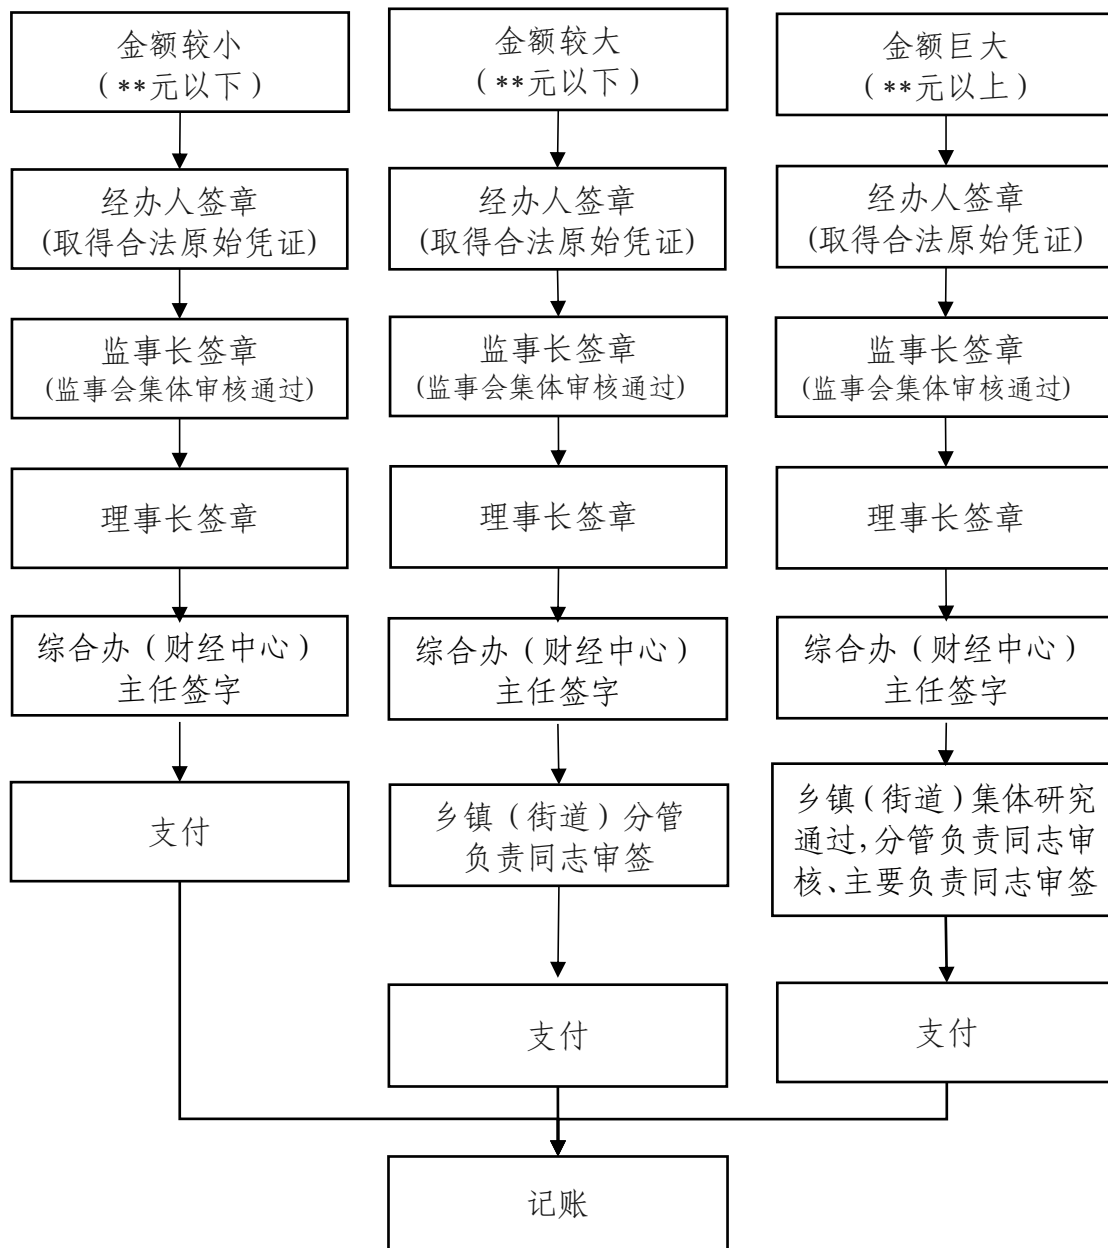 金额较小
（**元以下）
经办人签章
(取得合法原始凭证)
监事长签章
(监事会集体审核通过)
理事长签章
综合办（财经中心）
主任签字
支付
金额较大
（**元以下）
经办人签章
(取得合法原始凭证)
监事长签章
(监事会集体审核通过)
理事长签章
综合办（财经中心）
主任签字
乡镇（街道）分管
负责同志审签
支付
金额巨大
（**元以上）
经办人签章
(取得合法原始凭证)
监事长签章
(监事会集体审核通过)
理事长签章
综合办（财经中心）
主任签字
乡镇（街道）集体研究
通过,分管负责同志审
核、主要负责同志审签
支付
记账